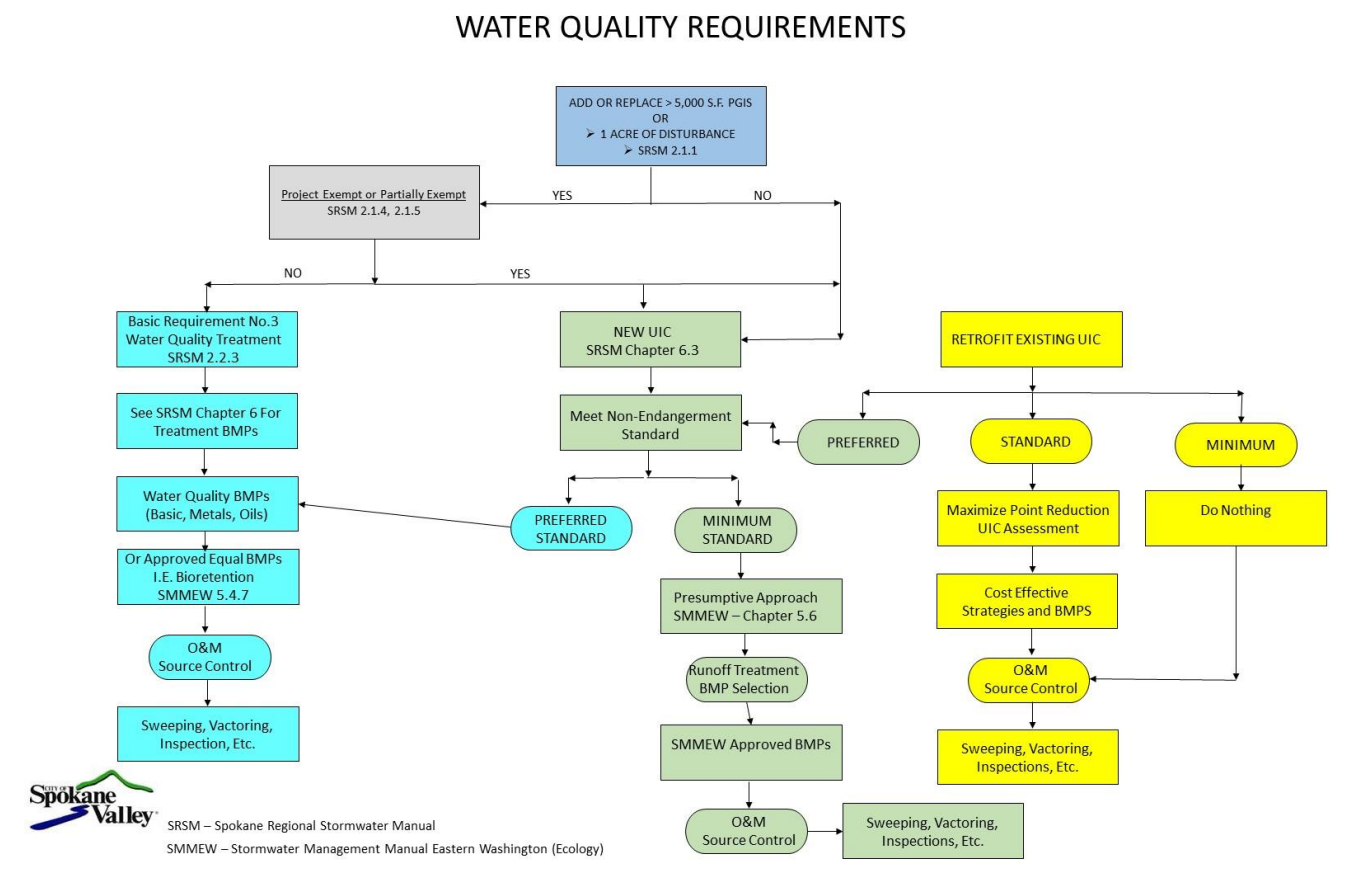 WATER QUALITY REQUIREMENTS
ADD OR REPLACE > 5,000 S.F. PGIS
OR
➢ 1 ACRE OF DISTURBANCE
➢ SRSM 2.1.1
Project Exempt or Partially Exempt
SRSM 2.1.4, 2.1.5
YES
NO
NO
YES
Basic Requirement No.3
Water Quality Treatment
SRSM 2.2.3
See SRSM Chapter 6 For
Treatment BMPs
Water Quality BMPs
(Basic, Metals, Oils)
Or Approved Equal BMPs
I.E. Bioretention
SMMEW 5.4.7
O&M
Source Control
Sweeping, Vactoring,
Inspection, Etc.
NEW UIC
SRSM Chapter 6.3
Meet Non-Endangerment
Standard
PREFERRED
STANDARD
MINIMUM
STANDARD
Presumptive Approach
SMMEW – Chapter 5.6
Runoff Treatment
BMP Selection
SMMEW Approved BMPs
O&M
Source Control
Sweeping, Vactoring,
Inspections, Etc.
RETROFIT EXISTING UIC
PREFERRED
STANDARD
MINIMUM
Maximize Point Reduction
UIC Assessment
Do Nothing
Cost Effective
Strategies and BMPS
O&M
Source Control
Sweeping, Vactoring,
Inspections, Etc.
CITY OF
Spokane
Valley
SRSM – Spokane Regional Stormwater Manual
SMMEW – Stormwater Management Manual Eastern Washington (Ecology)